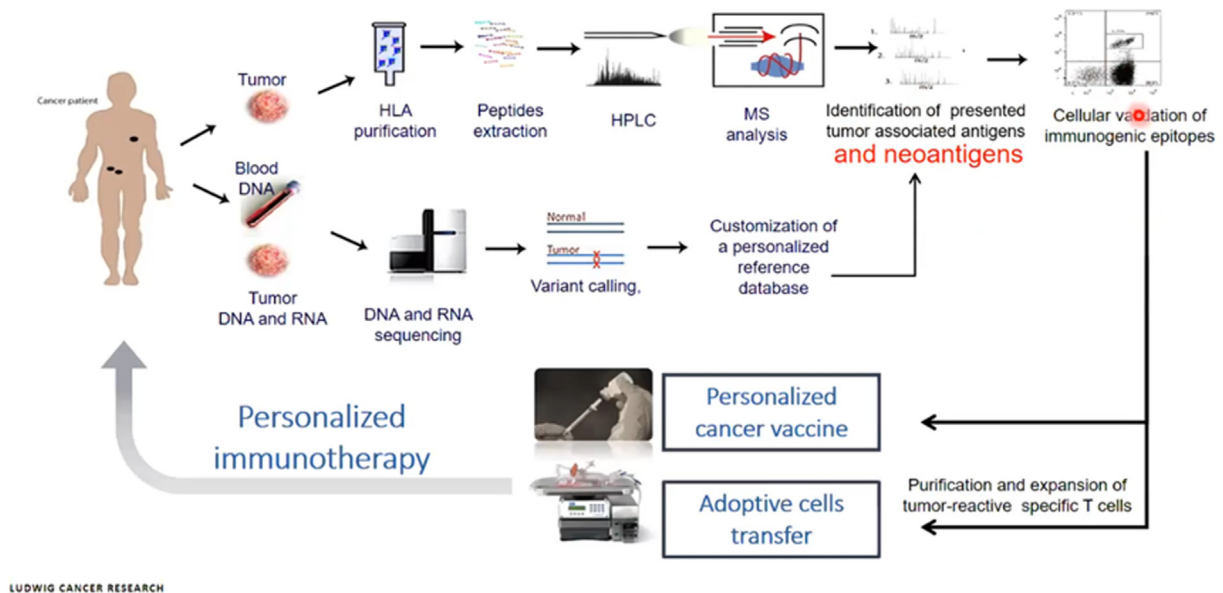 Cancer patient
Tumor
Blood
DNA
Tumor
DNA and RNA
HLA
purification
Peptides
extraction
HPLC
MS
analysis
1.
2.
3.
Identification of presented
tumor associated antigens
and neoantigens
Cellular of
immunogenic epitopes
DNA and RNA
sequencing
Normal
Tumor
X
X
Variant calling,
Customization of
a personalized
reference
database
Personalized
immunotherapy
Personalized
cancer vaccine
Adoptive cells
transfer
Purification and expansion of
tumor-reactive specific T cells
LUDWIG CANCER RESEARCH